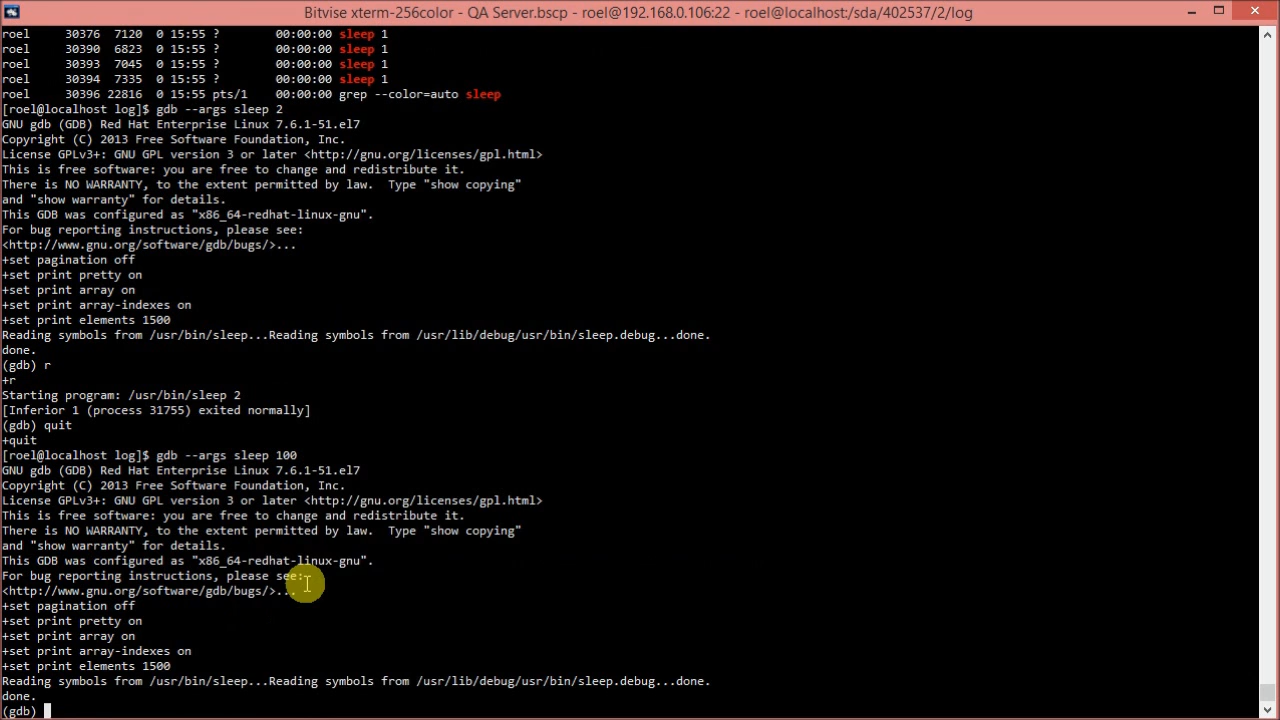 Bitvise xterm-256color - QA Server.bscp - roel@192.168.0.106:22 - roel@localhost:/sda/402537/2/log
roel     30376  7120  0 15:55 ?        00:00:00 sleep 1
roel     30390  6823  0 15:55 ?        00:00:00 sleep 1
roel     30393  7045  0 15:55 ?        00:00:00 sleep 1
roel     30394  7335  0 15:55 ?        00:00:00 sleep 1
roel     30396 22816  0 15:55 pts/1    00:00:00 grep --color=auto sleep
[roel@localhost log]$ gdb --args sleep 2
GNU gdb (GDB) Red Hat Enterprise Linux 7.6.1-51.el7
Copyright (C) 2013 Free Software Foundation, Inc.
License GPLv3+: GNU GPL version 3 or later <http://gnu.org/licenses/gpl.html>
This is free software: you are free to change and redistribute it.
There is NO WARRANTY, to the extent permitted by law.  Type "show copying"
and "show warranty" for details.
This GDB was configured as "x86_64-redhat-linux-gnu".
For bug reporting instructions, please see:
<http://www.gnu.org/software/gdb/bugs/>...
+set pagination off
+set print pretty on
+set print array on
+set print array-indexes on
+set print elements 1500
Reading symbols from /usr/bin/sleep...Reading symbols from /usr/lib/debug/usr/bin/sleep.debug...done.
done.
(gdb) r
+r
Starting program: /usr/bin/sleep 2
[Inferior 1 (process 31755) exited normally]
(gdb) quit
+quit
[roel@localhost log]$ gdb --args sleep 100
GNU gdb (GDB) Red Hat Enterprise Linux 7.6.1-51.el7
Copyright (C) 2013 Free Software Foundation, Inc.
License GPLv3+: GNU GPL version 3 or later <http://gnu.org/licenses/gpl.html>
This is free software: you are free to change and redistribute it.
There is NO WARRANTY, to the extent permitted by law.  Type "show copying"
and "show warranty" for details.
This GDB was configured as "x86_64-redhat-linux-gnu".
For bug reporting instructions, please see:
<http://www.gnu.org/software/gdb/bugs/>...
+set pagination off
+set print pretty on
+set print array on
+set print array-indexes on
+set print elements 1500
Reading symbols from /usr/bin/sleep...Reading symbols from /usr/lib/debug/usr/bin/sleep.debug...done.
done.
(gdb)